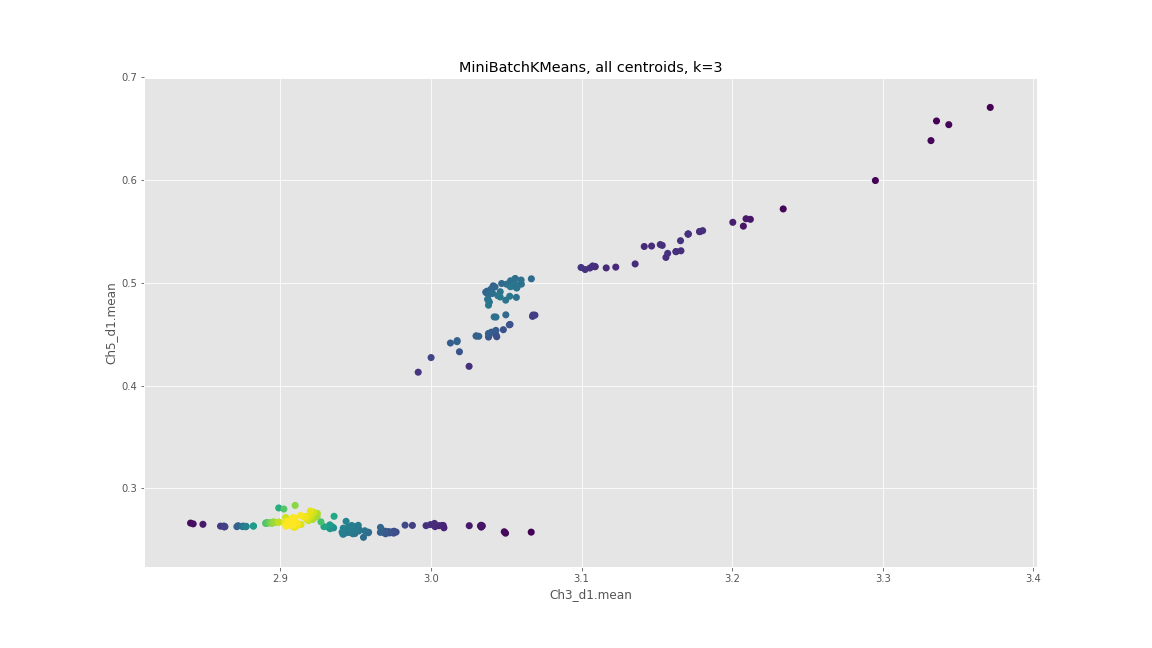 MiniBatchKMeans, all centroids, k=3
0.7
0.6
0.5
0.4
0.3
Ch5_d1.mean
2.9 3.0 3.1 3.2 3.3 3.4
Ch3_d1.mean